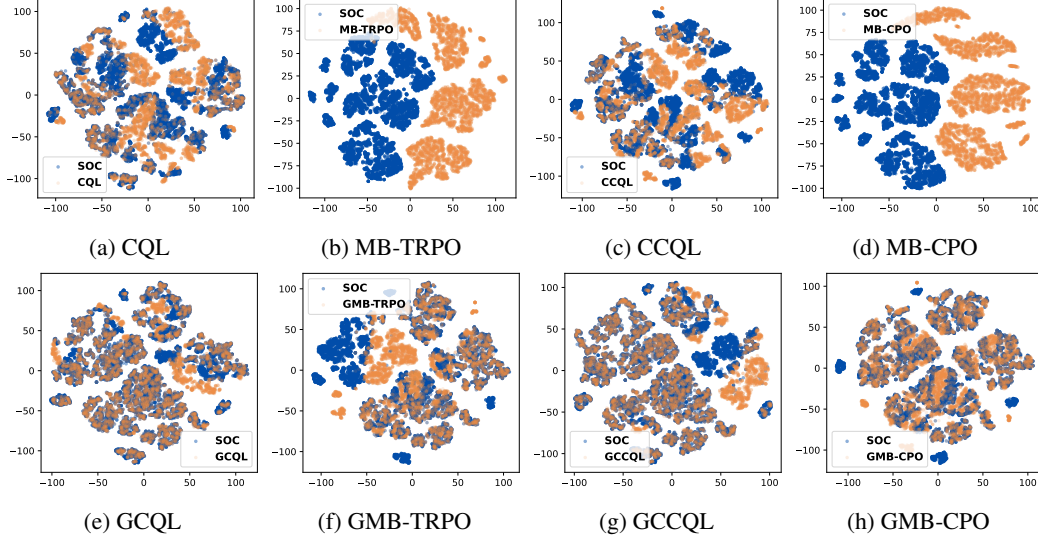 100
75
50
25
0
−25
−50
−75
−100
−100 −50 0 50 100
SOC
CQL
(a) CQL
SOC
MB-TRPO
100
75
50
25
0
−25
−50
−75
−100
−100 −50 0 50 100
(b) MB-TRPO
100
50
0
−50
−100
−100 −50 0 50 100
SOC
CCQL
(c) CCQL
SOC
MB-CPO
100
75
50
25
0
−25
−50
−75
−100
−100 −50 0 50 100
(d) MB-CPO
100
50
0
−50
−100
−100 −50 0 50 100
SOC
GCQL
(e) GCQL
SOC
GMB-TRPO
100
50
0
−50
−100
−100 −50 0 50 100
(f) GMB-TRPO
100
50
0
−50
−100
−100 −50 0 50 100
SOC
GCCQL
(g) GCCQL
100
50
0
−50
−100
−100 −50 0 50 100
SOC
GMB-CPO
(h) GMB-CPO